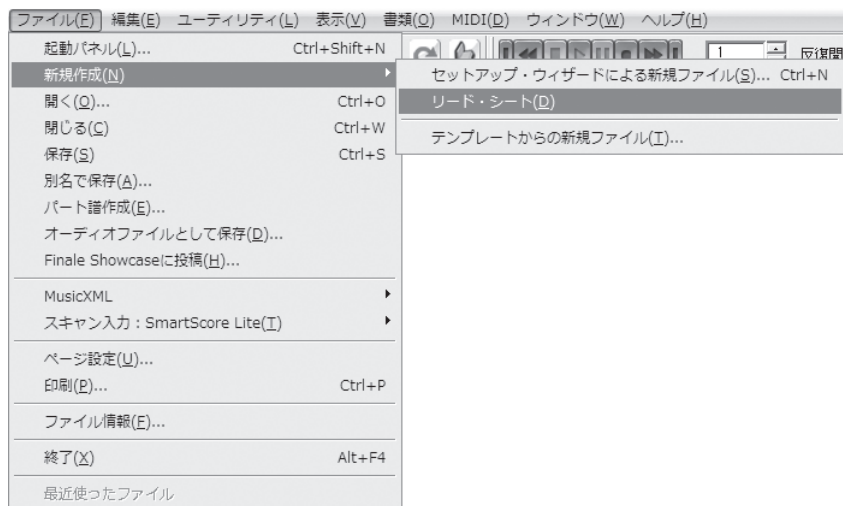 ファイル(F) 編集(E) ユーティリティ(L) 表示(V) 書類(O) MIDI(D) ウィンドウ(W) ヘルプ(H)
起動パネル(L)... Ctrl+Shift+N
1 反復開
新規作成(N)
セットアップ・ウィザードによる新規ファイル(S)... Ctrl+N
開く(O)... Ctrl+O
リード・シート(D)
閉じる(C) Ctrl+W
テンプレートからの新規ファイル(T)...
保存(S) Ctrl+S
別名で保存(A)...
パート譜作成(E)...
オーディオファイルとして保存(D)...
Finale Showcaseに投稿(H)...
MusicXML
スキャン入力：SmartScore Lite(T)
ページ設定(U)...
印刷(P)... Ctrl+P
ファイル情報(F)...
終了(X) Alt+F4
最近使ったファイル